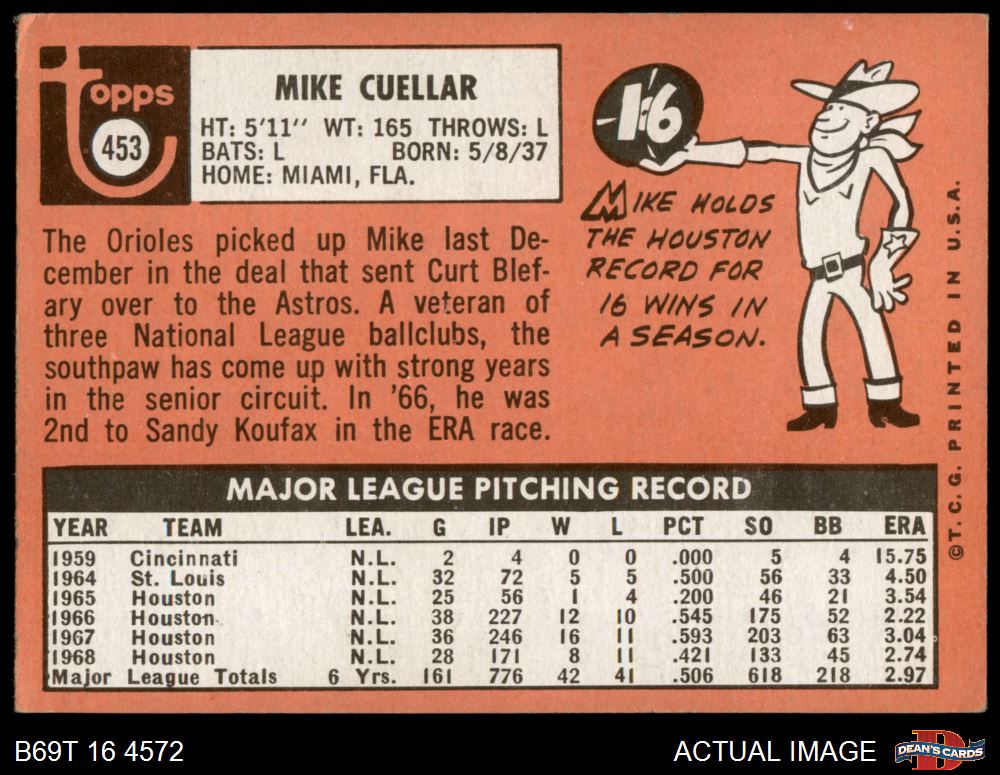 topps
453
MIKE CUELLAR
HT: 5'11'' WT: 165 THROWS: L
BATS: L BORN: 5/8/37
HOME: MIAMI, FLA.
The Orioles picked up Mike last De-
cember in the deal that sent Curt Blef-
ary over to the Astros. A veteran of
three National League ballclubs, the
southpaw has come up with strong years
in the senior circuit. In '66, he was
2nd to Sandy Koufax in the ERA race.
16
MIKE HOLDS
THE HOUSTON
RECORD FOR
16 WINS IN
A SEASON.
©T.C.G. PRINTED IN U.S.A.
MAJOR LEAGUE PITCHING RECORD
YEAR TEAM LEA. G IP W L PCT SO BB ERA
1959 Cincinnati N.L. 2 4 0 0 .000 5 4 15.75
1964 St. Louis N.L. 32 72 5 5 .500 56 33 4.50
1965 Houston N.L. 25 56 1 4 .200 46 21 3.54
1966 Houston N.L. 38 227 12 10 .545 175 52 2.22
1967 Houston N.L. 36 246 16 11 .593 203 63 3.04
1968 Houston N.L. 28 171 8 11 .421 133 45 2.74
Major League Totals 6 Yrs. 161 776 42 41 .506 618 218 2.97
B69T 16 4572
ACTUAL IMAGE
D
DEAN'S CARDS